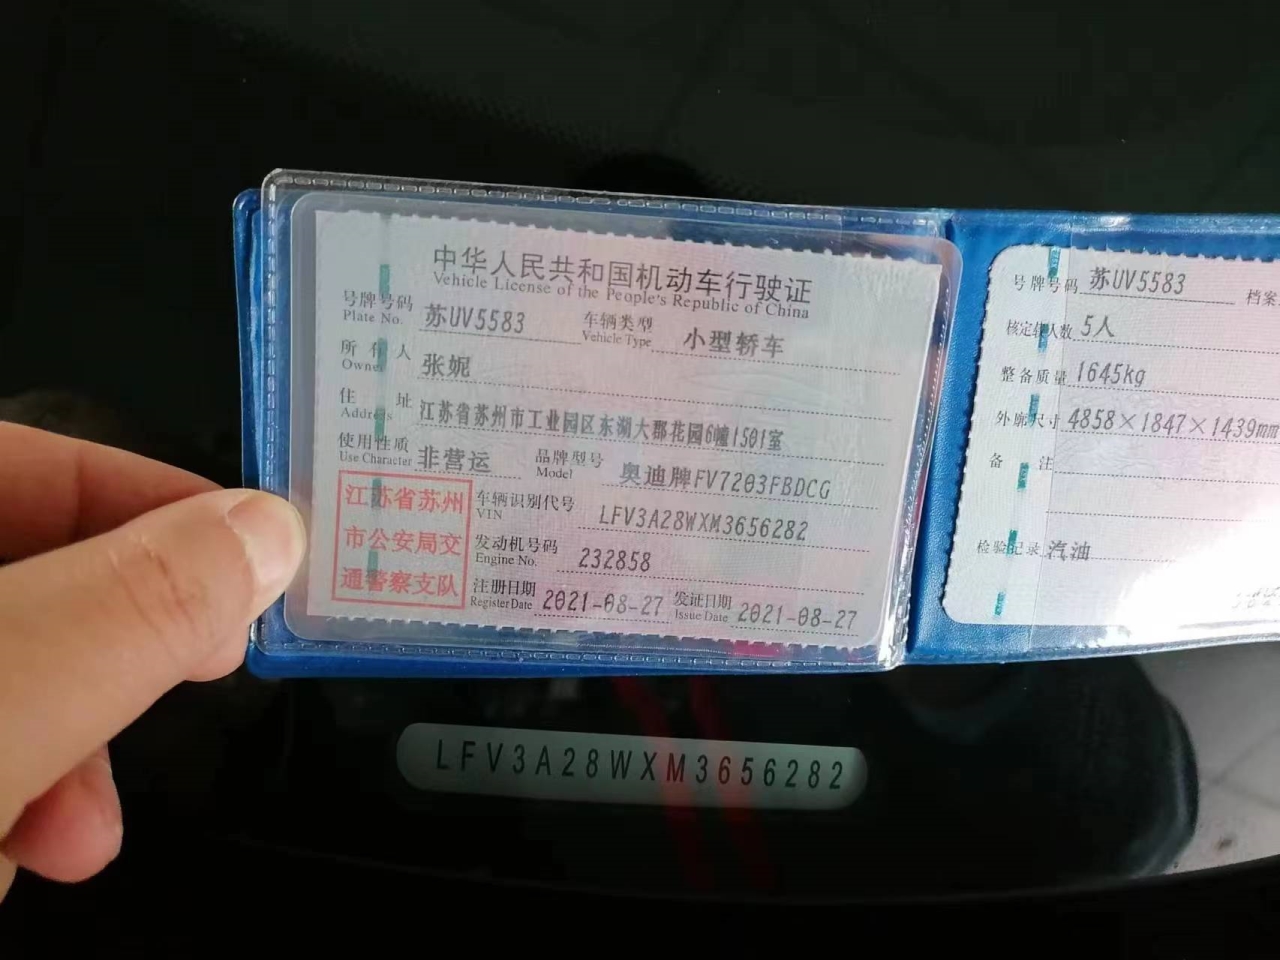 中华人民共和国机动车行驶证
Vehicle License of the People's Republic of China
号牌号码 苏UV5583 车辆类型 小型轿车
Plate No. Vehicle Type
所有人 张妮
Owner
住址 江苏省苏州市工业园区东湖大郡花园6幢1501室
Address
使用性质 非营运 品牌型号 奥迪牌FV7203FBDCG
Use Character Model
江苏省苏州
市公安局交
通警察支队
车辆识别代号 LFV3A28WXM3656282
VIN
发动机号码 232858
Engine No.
注册日期 2021-08-27 发证日期 2021-08-27
Register Date Issue Date
号牌号码 苏UV5583 档案
核定载人数 5人
整备质量 1645kg
外廓尺寸 4858×1847×1439mm
备注
检验记录 汽油
LFV3A28WXM3656282